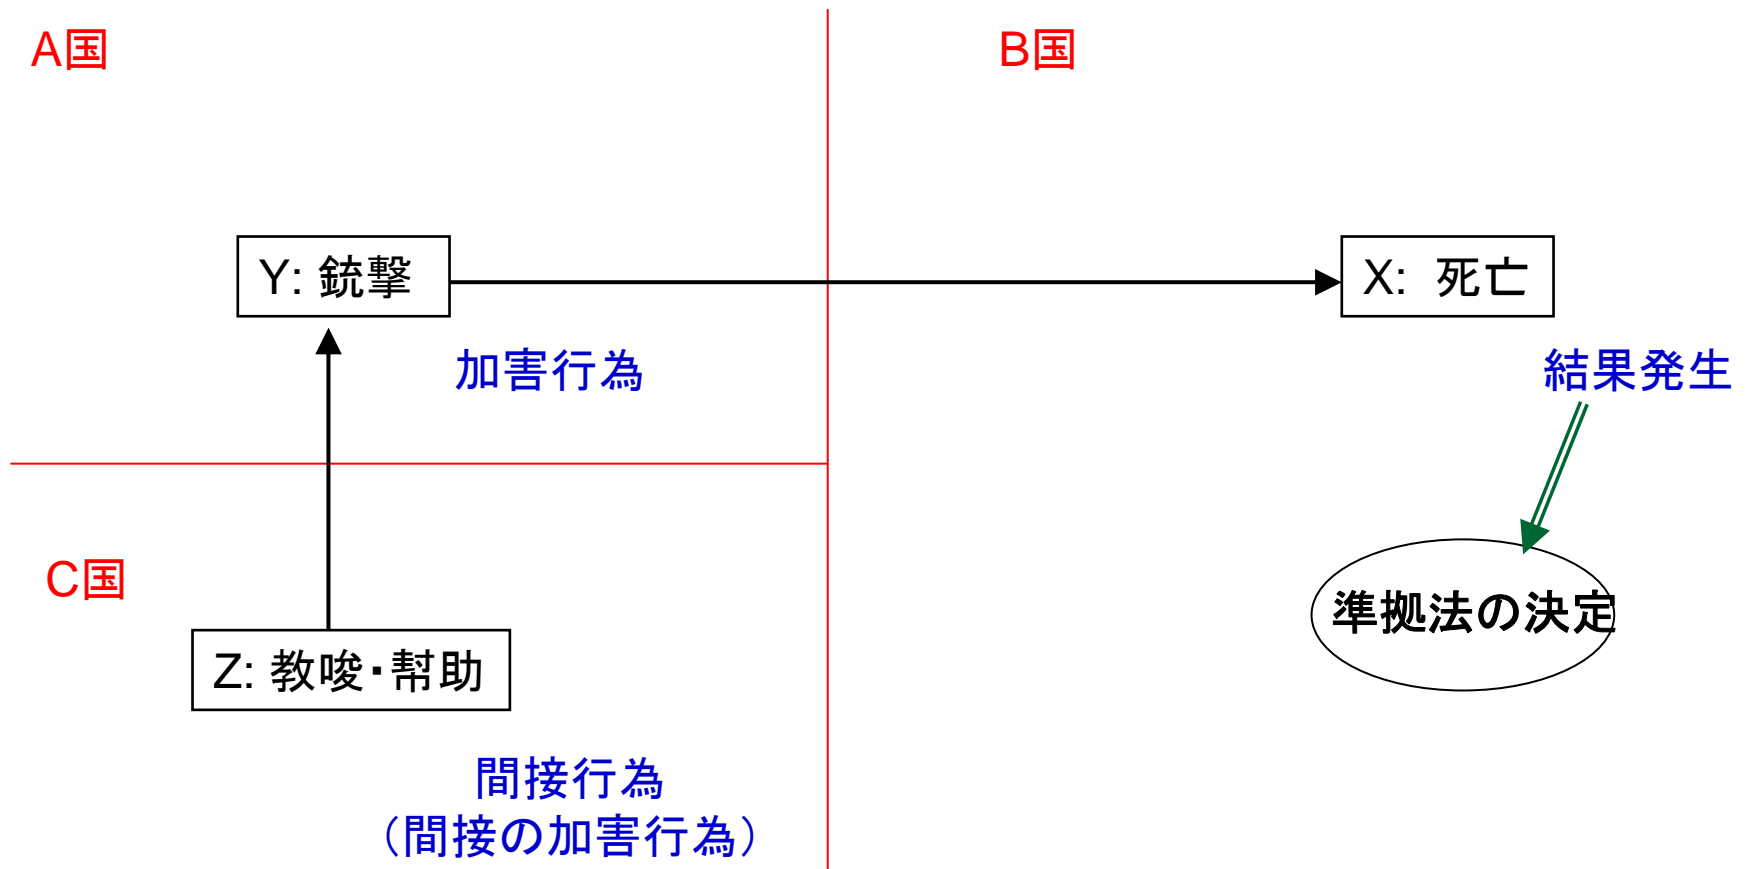 A国
B国
Y: 銃撃
X: 死亡
加害行為
結果発生
C国
準拠法の決定
Z: 教唆・幇助
間接行為
（間接の加害行為）